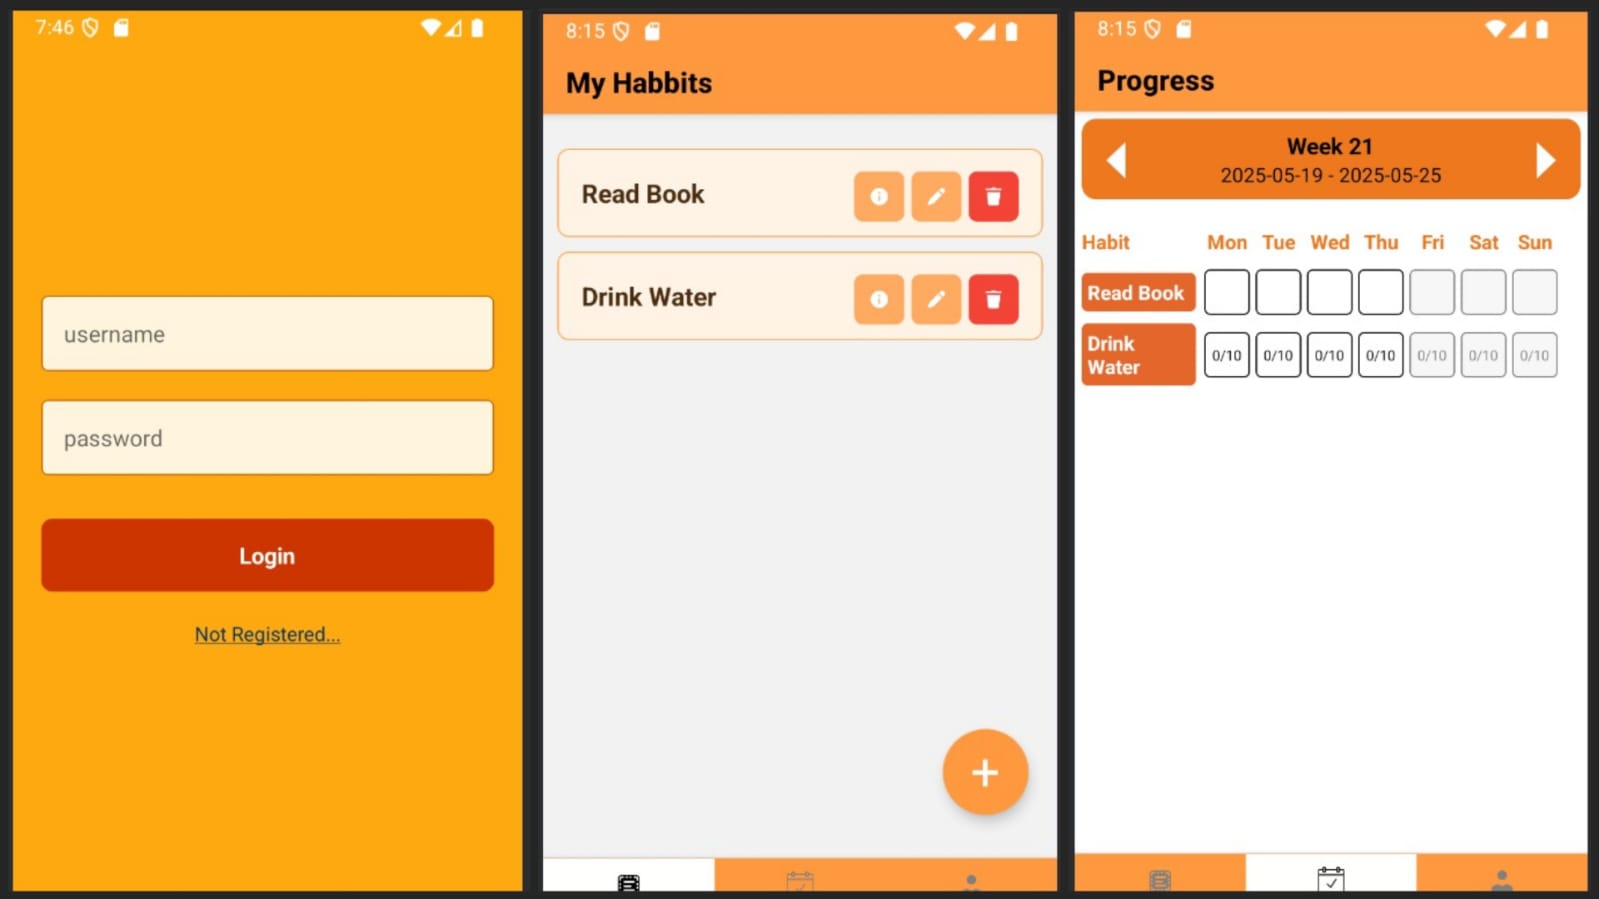 7:46
username
password
Login
Not Registered...
8:15
My Habbits
Read Book
Drink Water
8:15
Progress
Week 21
2025-05-19 - 2025-05-25
Habit Mon Tue Wed Thu Fri Sat Sun
Read Book
Drink
Water
0/10 0/10 0/10 0/10 0/10 0/10 0/10